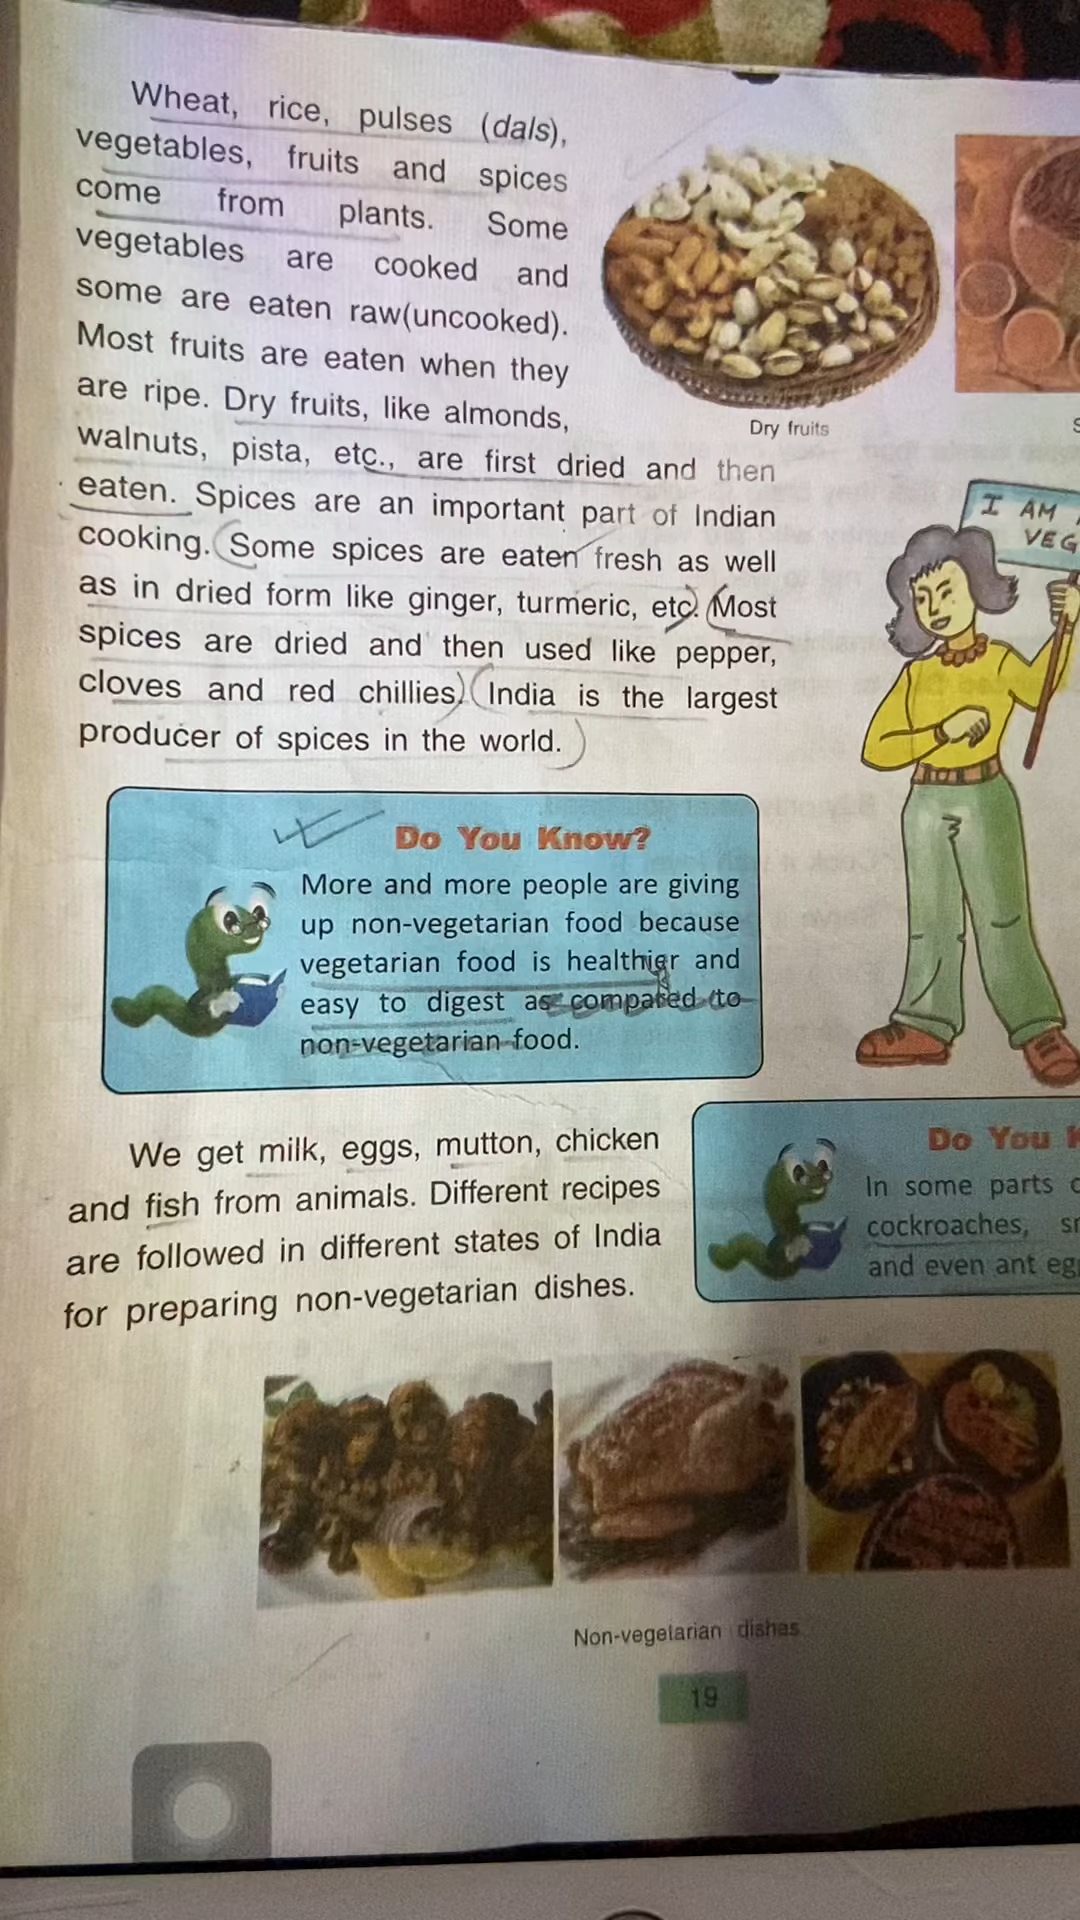 Wheat, rice, pulses (dals),
vegetables, fruits and spices
come from plants. Some
vegetables are cooked and
some are eaten raw(uncooked).
Most fruits are eaten when they
are ripe. Dry fruits, like almonds,
walnuts, pista, etc., are first dried and then
eaten. Spices are an important part of Indian
cooking. Some spices are eaten fresh as well
as in dried form like ginger, turmeric, etc. Most
spices are dried and then used like pepper,
cloves and red chillies. India is the largest
producer of spices in the world.
Dry fruits
I AM
VEG
Do You Know?
More and more people are giving
up non-vegetarian food because
vegetarian food is healthier and
easy to digest as compared to
non-vegetarian food.
We get milk, eggs, mutton, chicken
and fish from animals. Different recipes
are followed in different states of India
for preparing non-vegetarian dishes.
Do You
In some parts
cockroaches,
and even ant
Non-vegetarian dishes
19